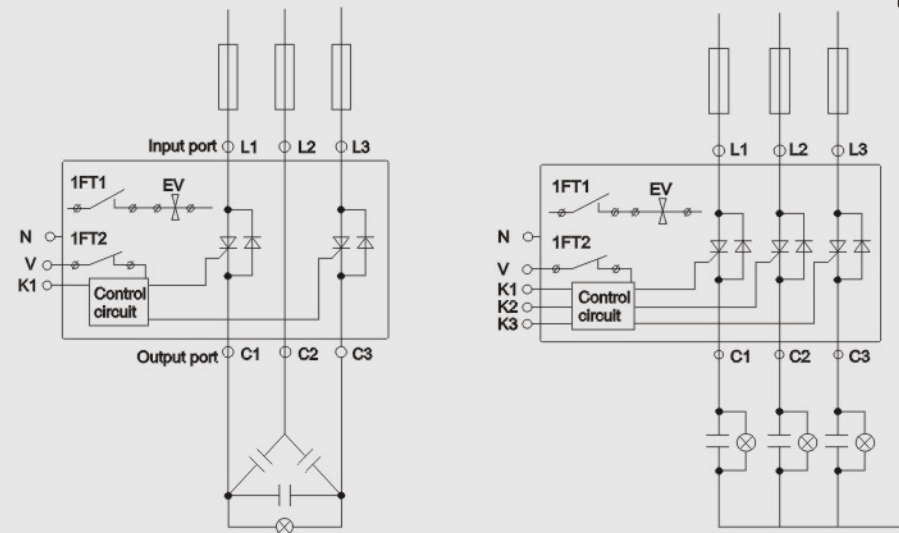 Input port L1 L2 L3
1FT1 EV
N
1FT2
V
K1
Control
circuit
Output port C1 C2 C3
L1 L2 L3
1FT1 EV
N
1FT2
V
K1
K2
K3
Control
circuit
C1 C2 C3